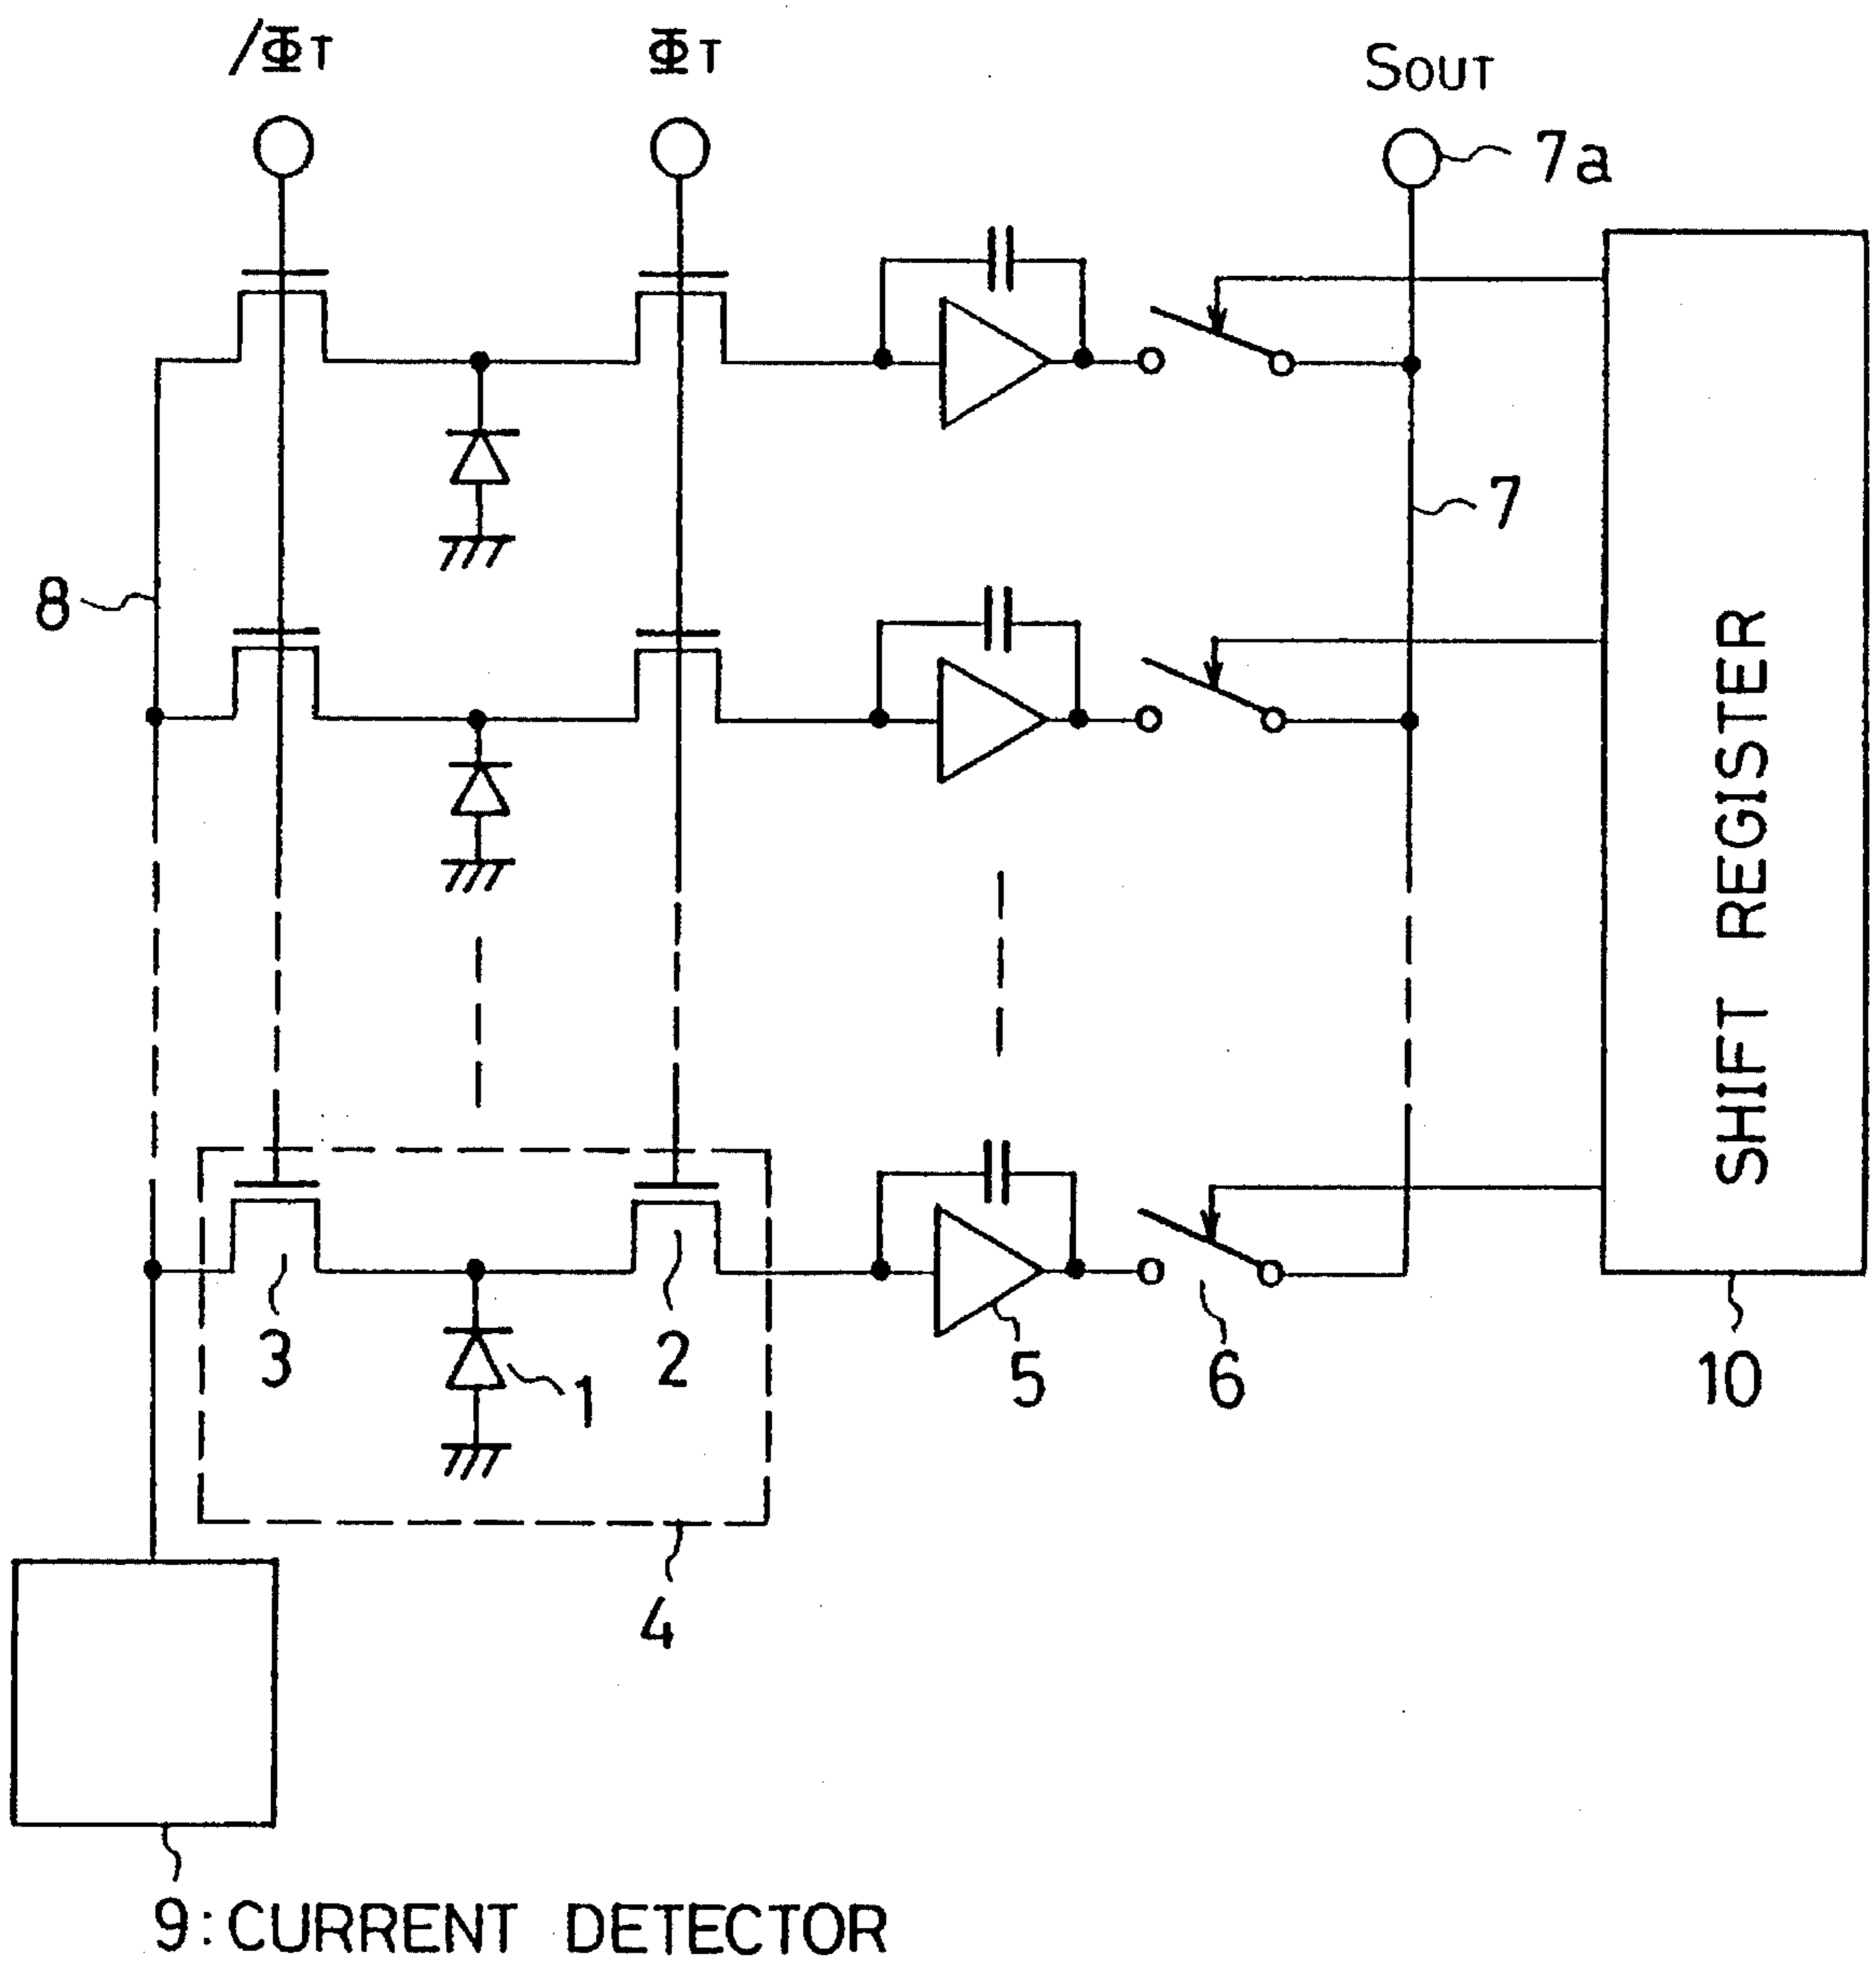 /ΦT
ΦT
SOUT
7a
7
8
SHIFT REGISTER
3
1
2
5
6
10
4
9:CURRENT DETECTOR